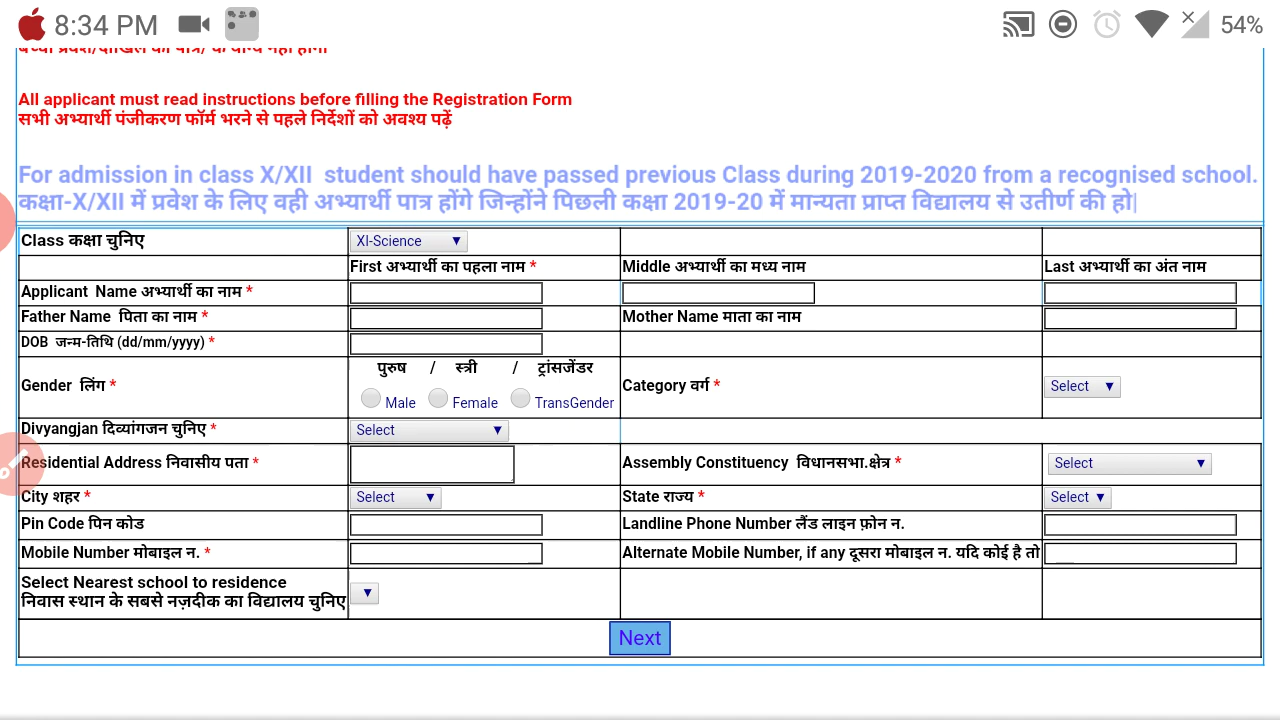 8:34 PM 54%
बच्चा प्रवेश/दाखिले का पात्र/ के योग्य नहीं होगा
All applicant must read instructions before filling the Registration Form
सभी अभ्यार्थी पंजीकरण फॉर्म भरने से पहले निर्देशों को अवश्य पढ़ें
For admission in class X/XII student should have passed previous Class during 2019-2020 from a recognised school.
कक्षा-X/XII में प्रवेश के लिए वही अभ्यार्थी पात्र होंगे जिन्होंने पिछली कक्षा 2019-20 में मान्यता प्राप्त विद्यालय से उतीर्ण की हो|
Class कक्षा चुनिए XI-Science
First अभ्यार्थी का पहला नाम * Middle अभ्यार्थी का मध्य नाम Last अभ्यार्थी का अंत नाम
Applicant Name अभ्यार्थी का नाम *
Father Name पिता का नाम * Mother Name माता का नाम
DOB जन्म-तिथि (dd/mm/yyyy) *
पुरुष / स्त्री / ट्रांसजेंडर
Gender लिंग * Male Female TransGender Category वर्ग * Select
Divyangjan दिव्यांगजन चुनिए * Select
Residential Address निवासीय पता * Assembly Constituency विधानसभा.क्षेत्र * Select
City शहर * Select State राज्य * Select
Pin Code पिन कोड Landline Phone Number लैंड लाइन फ़ोन न.
Mobile Number मोबाइल न. * Alternate Mobile Number, if any दूसरा मोबाइल न. यदि कोई है तो
Select Nearest school to residence
निवास स्थान के सबसे नज़दीक का विद्यालय चुनिए
Next